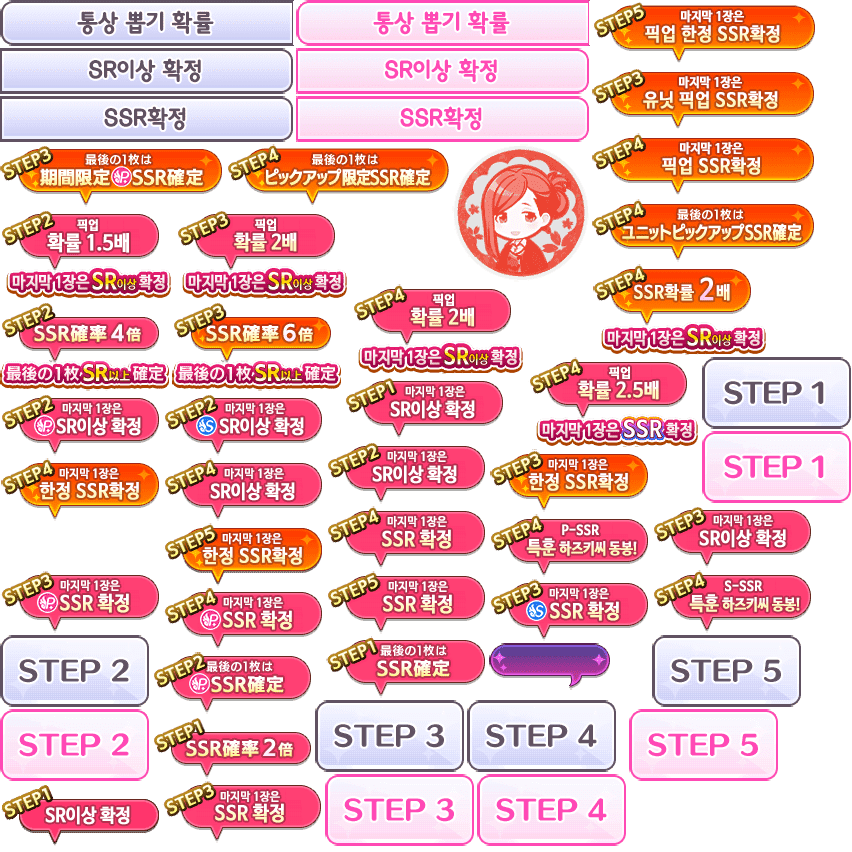 통상 뽑기 확률
통상 뽑기 확률
SR이상 확정
SR이상 확정
SSR확정
SSR확정
STEP5
마지막 1장은
픽업 한정 SSR확정
STEP3
마지막 1장은
유닛 픽업 SSR확정
STEP4
마지막 1장은
픽업 SSR확정
STEP3
最後の1枚は
期間限定 P SSR確定
STEP4
最後の1枚は
ピックアップ限定SSR確定
STEP4
最後の1枚は
ユニットピックアップSSR確定
STEP2
픽업
확률 1.5배
마지막 1장은 SR이상 확정
STEP3
픽업
확률 2배
마지막 1장은 SR이상 확정
STEP4
SSR확률 2배
마지막 1장은 SR이상 확정
STEP4
픽업
확률 2배
마지막 1장은 SR이상 확정
STEP2
SSR確率 4倍
最後の1枚 SR以上 確定
STEP3
SSR確率 6倍
最後の1枚 SR以上 確定
STEP4
픽업
확률 2.5배
마지막 1장은 SSR 확정
STEP 1
STEP 1
STEP2
마지막 1장은
P SR이상 확정
STEP2
마지막 1장은
S SR이상 확정
STEP1
마지막 1장은
SR이상 확정
STEP4
마지막 1장은
한정 SSR확정
STEP4
마지막 1장은
SR이상 확정
STEP2
마지막 1장은
SR이상 확정
STEP3
마지막 1장은
한정 SSR확정
STEP5
마지막 1장은
한정 SSR확정
STEP4
마지막 1장은
SSR 확정
STEP4
P-SSR
특훈 하즈키씨 동봉!
STEP3
마지막 1장은
SR이상 확정
STEP3
마지막 1장은
P SSR 확정
STEP4
마지막 1장은
P SSR 확정
STEP5
마지막 1장은
SSR 확정
STEP3
마지막 1장은
S SSR 확정
STEP4
S-SSR
특훈 하즈키씨 동봉!
STEP 2
STEP2
最後の1枚は
P SSR確定
STEP1
最後の1枚は
SSR確定
STEP 5
STEP 2
STEP1
SSR確率 2倍
STEP 3
STEP 4
STEP 5
STEP1
SR이상 확정
STEP3
마지막 1장은
SSR 확정
STEP 3
STEP 4